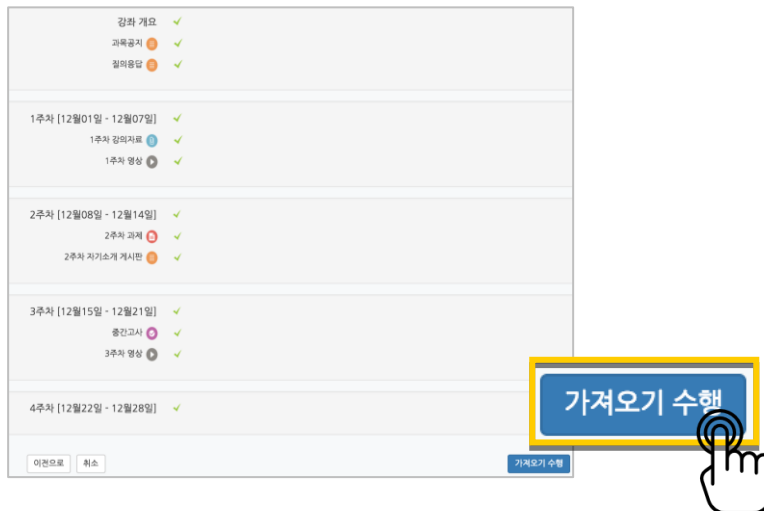 강좌 개요
과목공지
질의응답
1주차 [12월01일 - 12월07일]
1주차 강의자료
1주차 영상
2주차 [12월08일 - 12월14일]
2주차 과제
2주차 자기소개 게시판
3주차 [12월15일 - 12월21일]
중간고사
3주차 영상
4주차 [12월22일 - 12월28일]
가져오기 수행
이전으로 취소 가져오기 수행